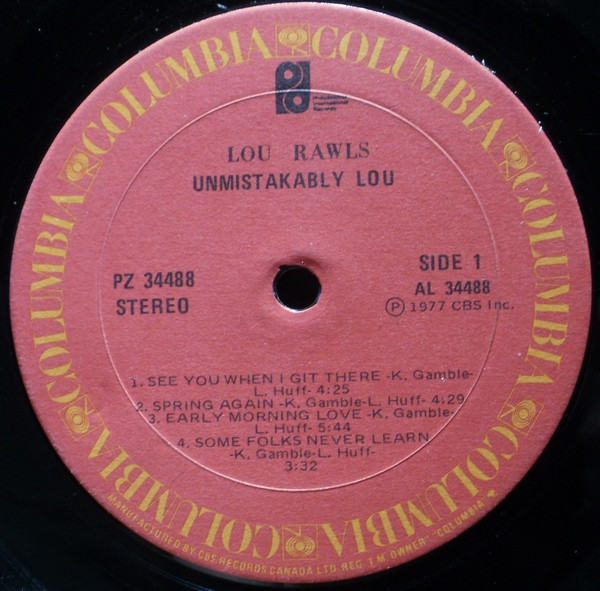 COLUMBIA COLUMBIA COLUMBIA COLUMBIA COLUMBIA COLUMBIA COLUMBIA COLUMBIA
LOU RAWLS
UNMISTAKABLY LOU
PZ 34488
STEREO
SIDE 1
AL 34488
Ⓟ 1977 CBS Inc.
1. SEE YOU WHEN I GIT THERE -K. Gamble-
L. Huff- 4:25
2. SPRING AGAIN -K. Gamble-L. Huff- 4:29
3. EARLY MORNING LOVE -K. Gamble-
L. Huff- 5:44
4. SOME FOLKS NEVER LEARN
-K. Gamble-L. Huff-
3:32
MANUFACTURED BY CBS RECORDS CANADA LTD. REG. T.M. OWNER "COLUMBIA"